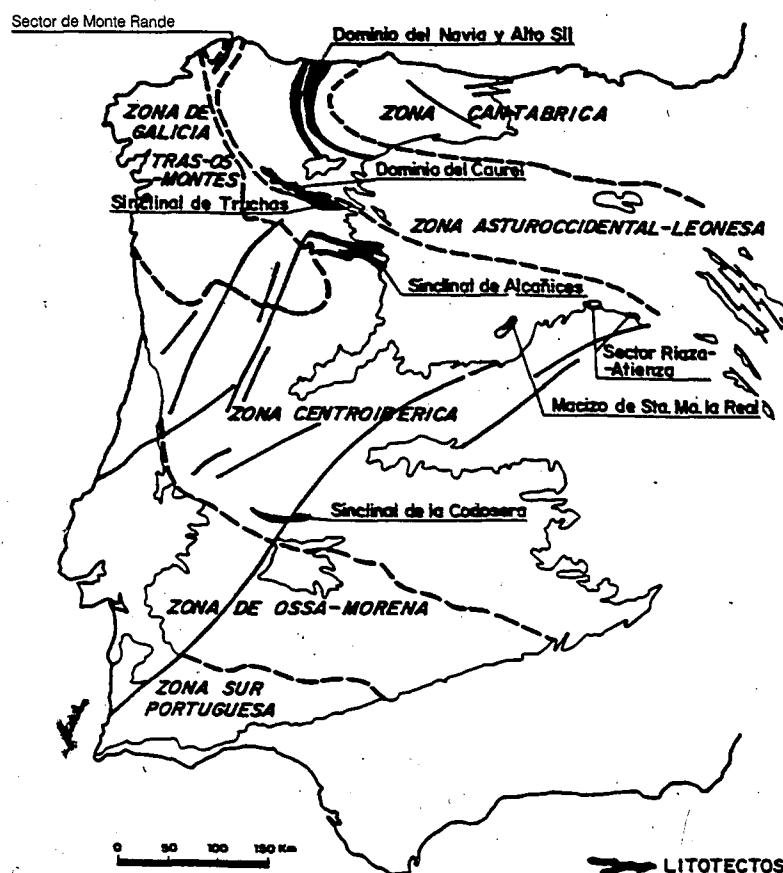 Sector de Monte Rande
Dominio del Navia y Alto Sil
ZONA DE
GALICIA
TRAS-OS
-MONTES
ZONA CANTABRICA
Dominio del Caurel
Sinclinal de Truchas
ZONA ASTUROCCIDENTAL-LEONESA
Sinclinal de Alcañices
Sector Riaza-
-Atienza
ZONA CENTROIBERICA
Macizo de Sta. Ma. la Real
Sinclinal de la Codosera
ZONA DE OSSA-MORENA
ZONA SUR
PORTUGUESA
0 50 100 150 Km
LITOTECTOS